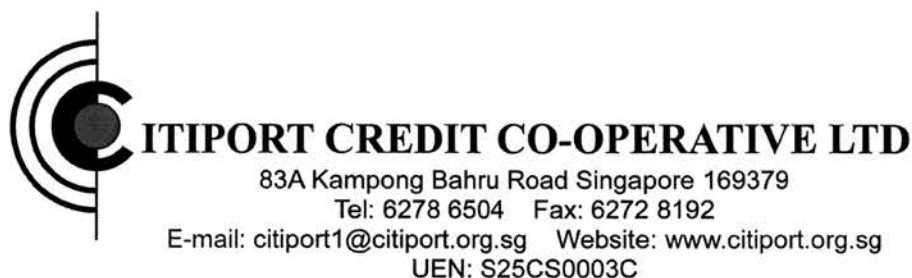 CITIPORT CREDIT CO-OPERATIVE LTD
83A Kampong Bahru Road Singapore 169379
Tel: 6278 6504 Fax: 6272 8192
E-mail: citiport1@citiport.org.sg Website: www.citiport.org.sg
UEN: S25CS0003C